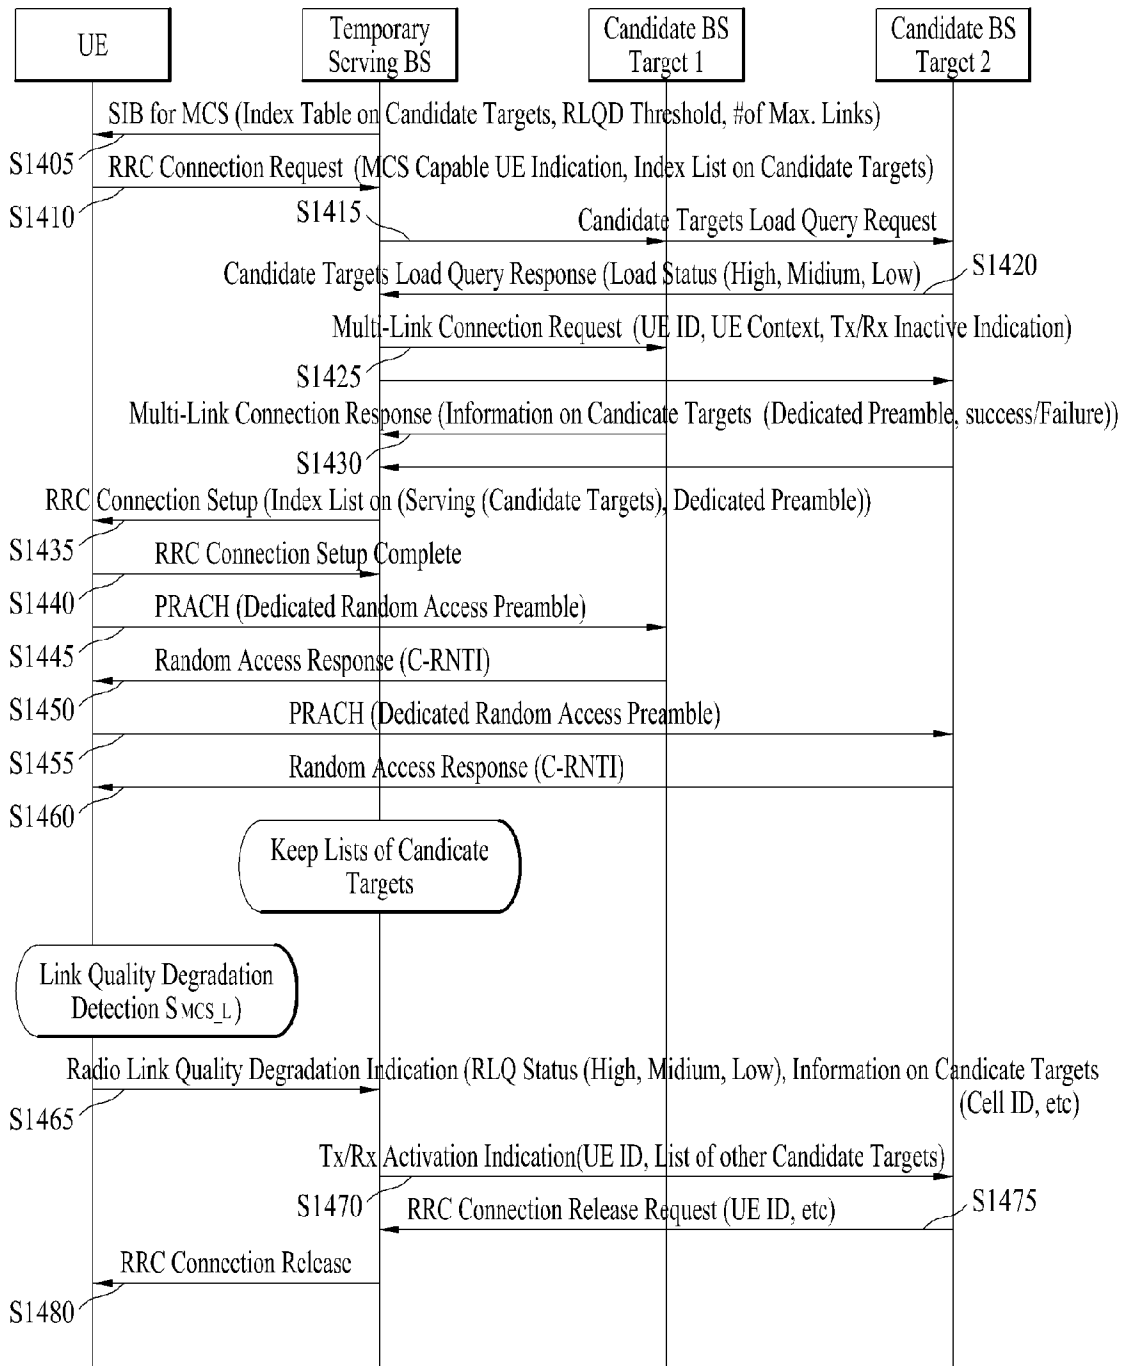 UE
Temporary
Serving BS
Candidate BS
Target 1
Candidate BS
Target 2
SIB for MCS (Index Table on Candidate Targets, RLQD Threshold, #of Max. Links)
S1405
RRC Connection Request (MCS Capable UE Indication, Index List on Candidate Targets)
S1410
S1415
Candidate Targets Load Query Request
Candidate Targets Load Query Response (Load Status (High, Midium, Low)
S1420
Multi-Link Connection Request (UE ID, UE Context, Tx/Rx Inactive Indication)
S1425
Multi-Link Connection Response (Information on Candicate Targets (Dedicated Preamble, success/Failure))
S1430
RRC Connection Setup (Index List on (Serving (Candidate Targets), Dedicated Preamble))
S1435
RRC Connection Setup Complete
S1440
PRACH (Dedicated Random Access Preamble)
S1445
Random Access Response (C-RNTI)
S1450
PRACH (Dedicated Random Access Preamble)
S1455
Random Access Response (C-RNTI)
S1460
Keep Lists of Candicate
Targets
Link Quality Degradation
Detection SMCS_L)
Radio Link Quality Degradation Indication (RLQ Status (High, Midium, Low), Information on Candicate Targets
(Cell ID, etc)
S1465
Tx/Rx Activation Indication(UE ID, List of other Candidate Targets)
S1470
RRC Connection Release Request (UE ID, etc)
S1475
RRC Connection Release
S1480